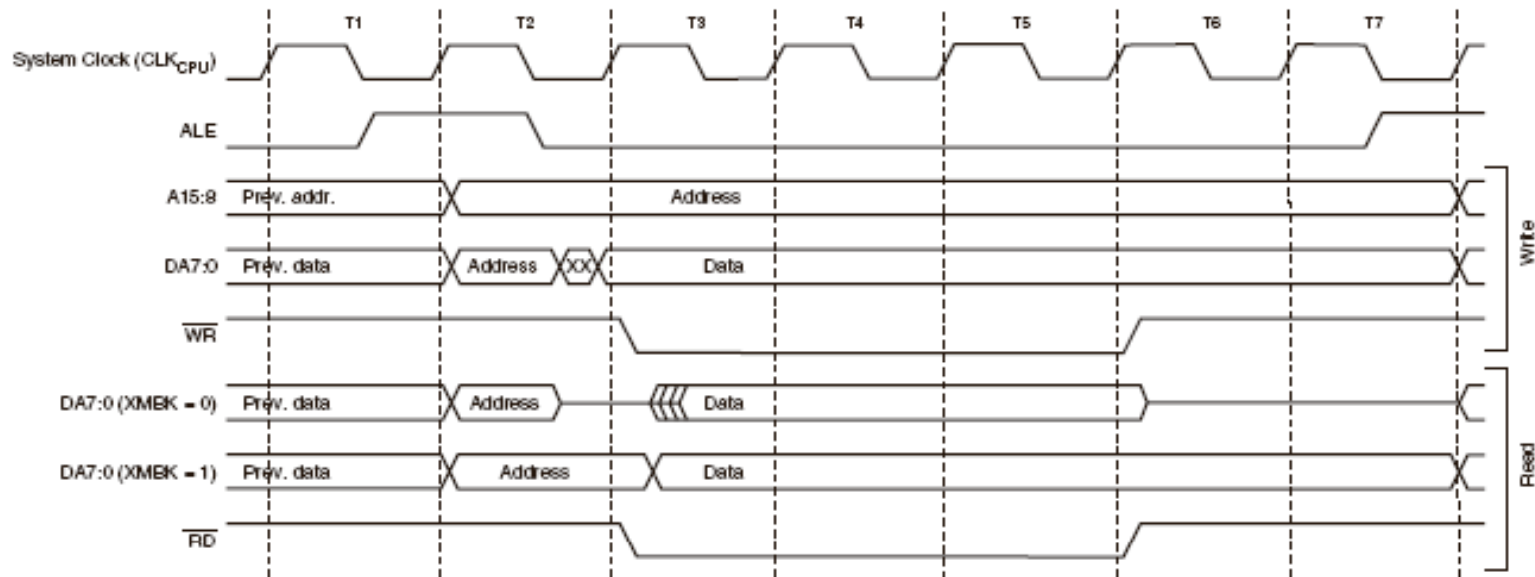 T1 T2 T3 T4 T5 T6 T7
System Clock (CLKCPU)
ALE
A15:8 Prev. addr. Address
DA7:0 Prev. data Address XX Data
WR
Write
DA7:0 (XMBK = 0) Prev. data Address Data
DA7:0 (XMBK = 1) Prev. data Address Data
RD
Read